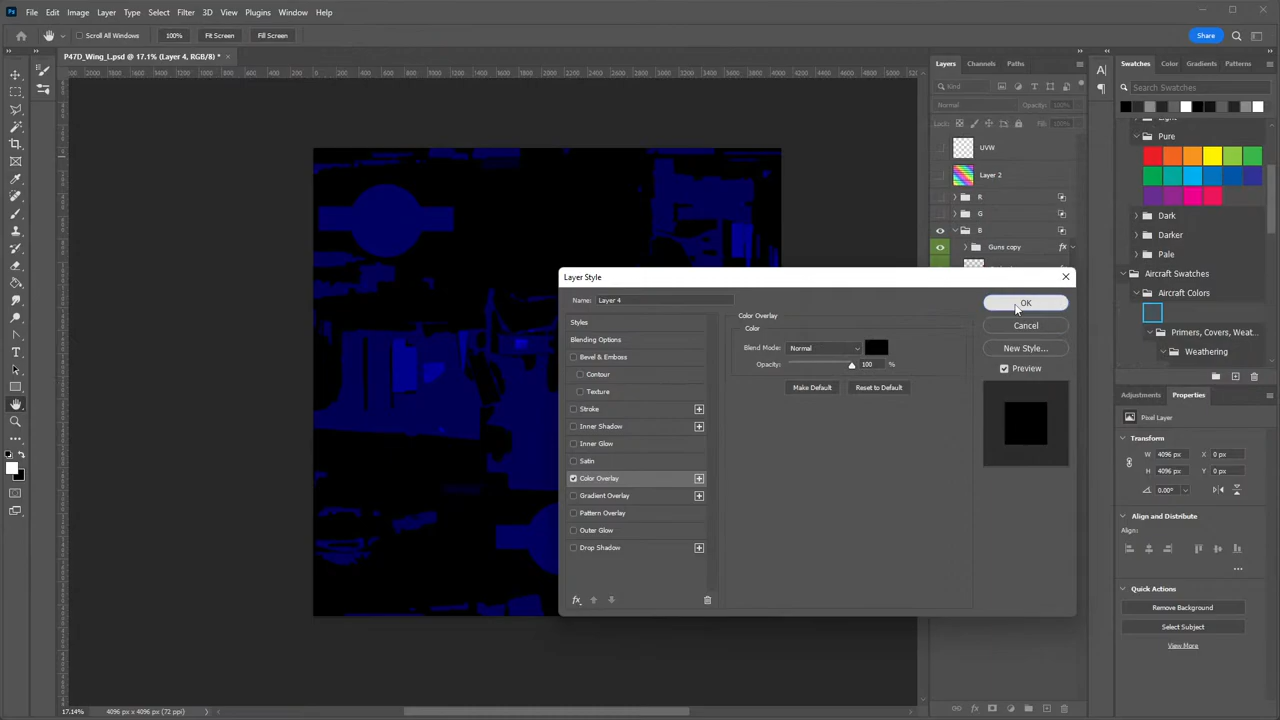 Ps File Edit Image Layer Type Select Filter 3D View Plugins Window Help
Scroll All Windows 100% Fit Screen Fill Screen Share
P47D_Wing_L.psd @ 17.1% (Layer 4, RGB/8) *
Layers Channels Paths
Swatches Color Gradients Patterns
Kind
Search Swatches
Normal Opacity: 100%
Lock: Fill: 100%
Pure
UVW
Layer 2
R
G
B
Guns copy fx
Dark
Darker
Pale
Aircraft Swatches
Aircraft Colors
Primers, Covers, Weat...
Weathering
Layer Style
Name: Layer 4
OK
Cancel
New Style...
Preview
Styles
Blending Options
Bevel & Emboss
Contour
Texture
Stroke
Inner Shadow
Inner Glow
Satin
Color Overlay
Gradient Overlay
Pattern Overlay
Outer Glow
Drop Shadow
fx
Color Overlay
Color
Blend Mode: Normal
Opacity: 100 %
Make Default Reset to Default
Adjustments Properties
Pixel Layer
Transform
W 4096 px X 0 px
H 4096 px Y 0 px
0.00°
Align and Distribute
Align:
Quick Actions
Remove Background
Select Subject
View More
17.14% 4096 px x 4096 px (72 ppi)
fx